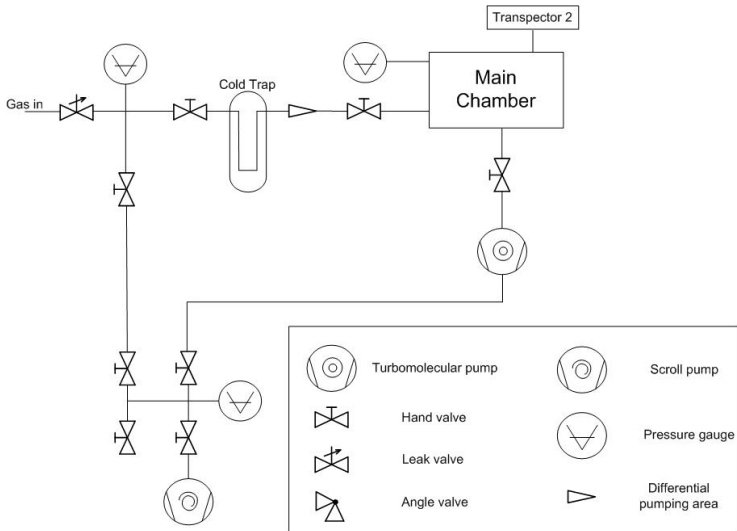 Transpector 2
Main
Chamber
Cold Trap
Gas in
Turbomolecular pump
Scroll pump
Hand valve
Pressure gauge
Leak valve
Angle valve
Differential
pumping area